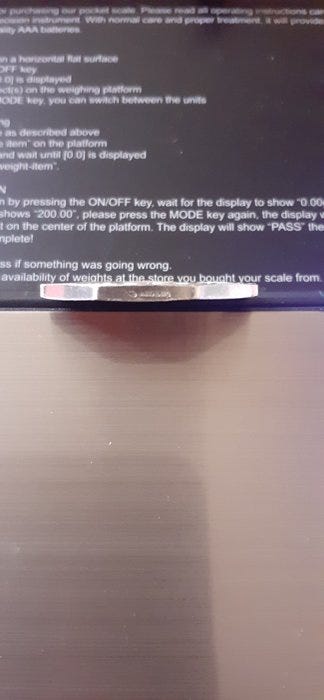 purchasing our pocket scale. Please read all operating instructions
instrument. With normal care and proper treatment, it will provide
AAA batteries.
on a horizontal flat surface
OFF key
0.0] is displayed
on the weighing platform
MODE key, you can switch between the units
as described above
item" on the platform
and wait until [0.0] is displayed
weight-item".
N
by pressing the ON/OFF key, wait for the display to show "0.00
shows "200.00", please press the MODE key again, the display
on the center of the platform. The display will show "PASS" the
mplete!
ss if something was going wrong.
availability of weights at the store you bought your scale from.